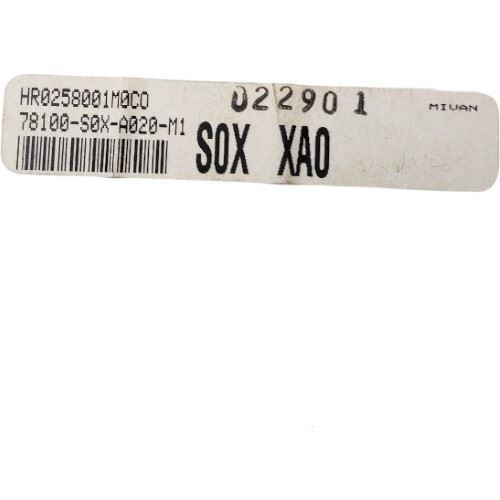 HR0258001M0C0
022901
MIVAN
78100-S0X-A020-M1
S0X XA0